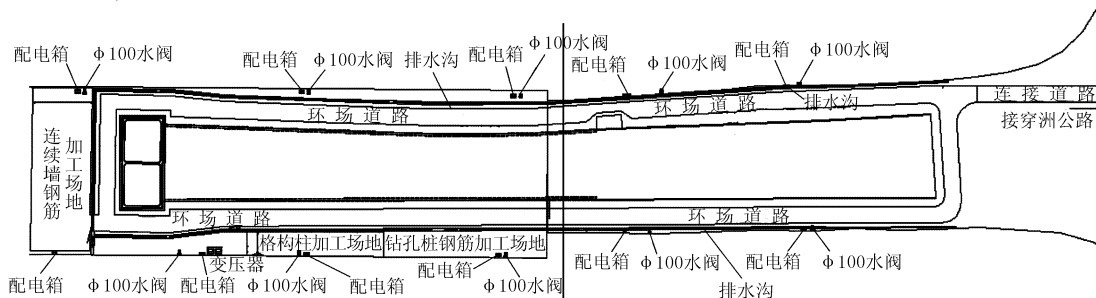 配电箱
φ100水阀
配电箱
φ100水阀
排水沟
配电箱
φ100水阀
配电箱
φ100水阀
配电箱
φ100水阀
排水沟
环场道路
环场道路
连接道路
接穿洲公路
连续墙钢筋
加工场地
环场道路
环场道路
格构柱加工场地
钻孔桩钢筋加工场地
变压器
配电箱
φ100水阀
配电箱
φ100水阀
配电箱
配电箱
φ100水阀
配电箱
φ100水阀
排水沟
配电箱
φ100水阀